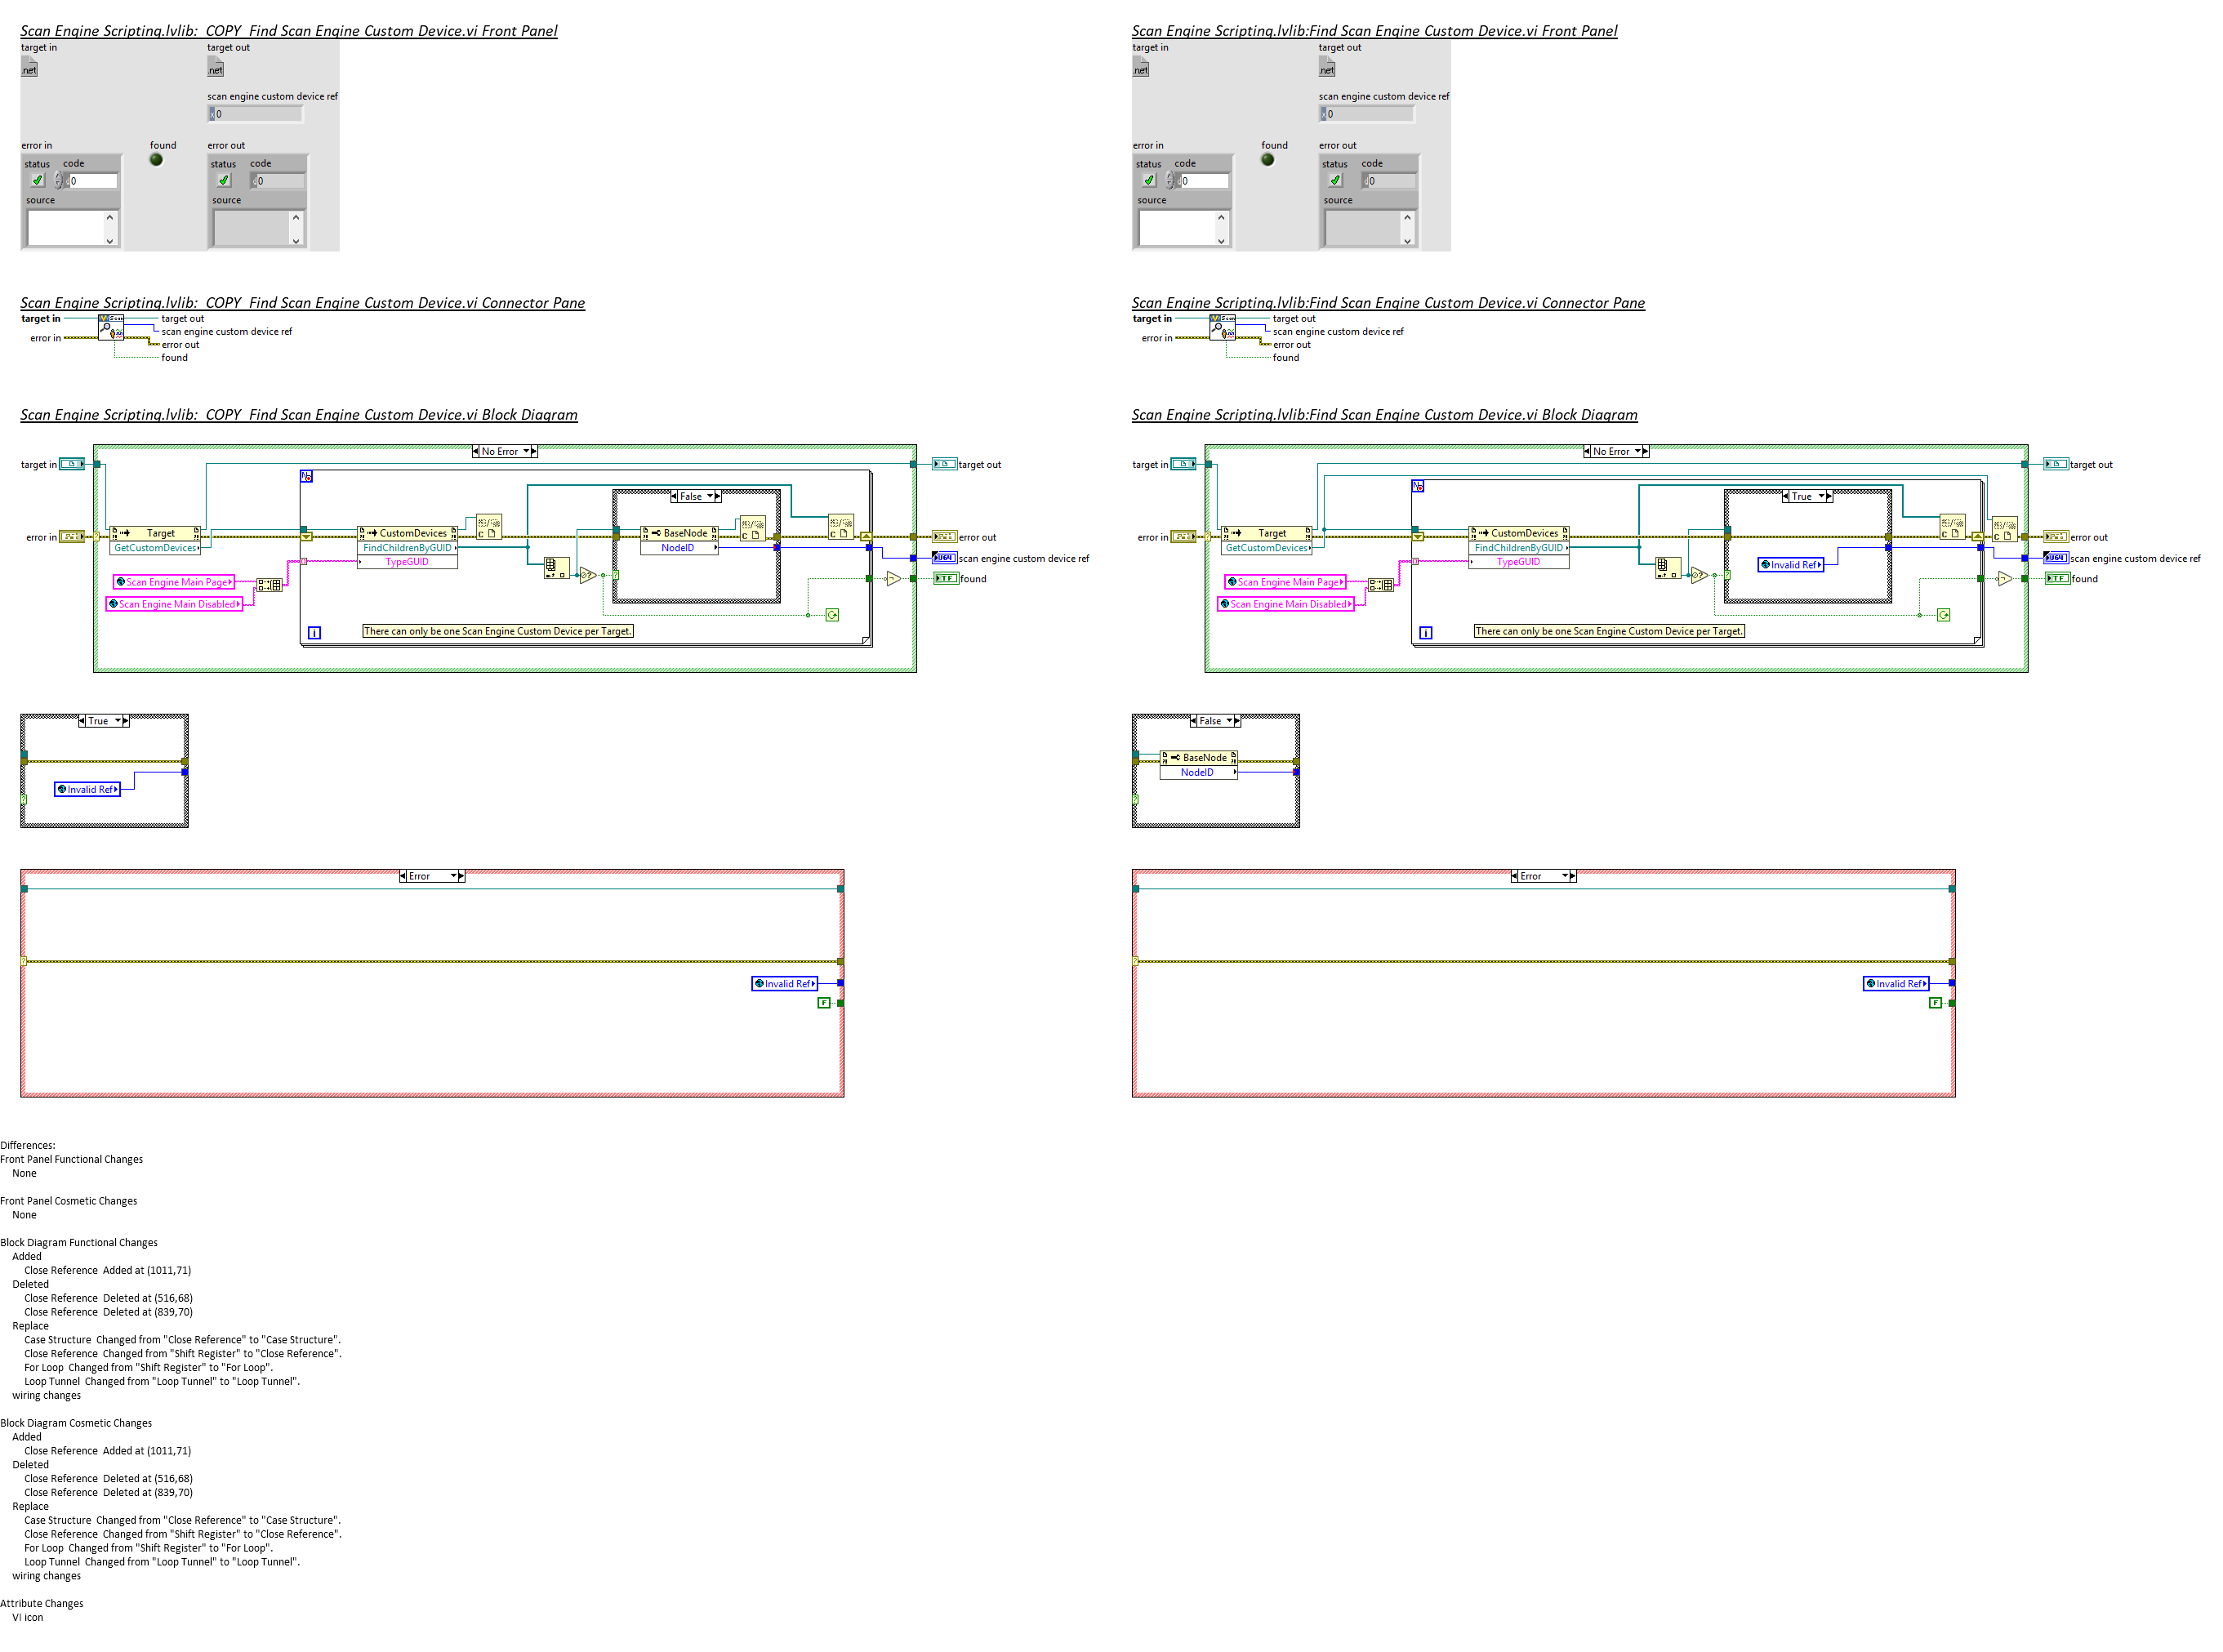 Scan Engine Scripting.lvlib:  COPY  Find Scan Engine Custom Device.vi Front Panel
target in
target out
.net
.net
scan engine custom device ref
x 0
error in
found
error out
status
code
status
code
d 0
d 0
source
source
Scan Engine Scripting.lvlib:  COPY  Find Scan Engine Custom Device.vi Connector Pane
target in
target out
scan engine custom device ref
error in
error out
found
Scan Engine Scripting.lvlib:  COPY  Find Scan Engine Custom Device.vi Block Diagram
No Error
target in
target out
N
False
error in
Target
GetCustomDevices
CustomDevices
FindChildrenByGUID
TypeGUID
BaseNode
NodeID
error out
scan engine custom device ref
U64
TF
found
Scan Engine Main Page
Scan Engine Main Disabled
i
There can only be one Scan Engine Custom Device per Target.
True
Invalid Ref
Error
Invalid Ref
F
Scan Engine Scripting.lvlib:Find Scan Engine Custom Device.vi Front Panel
target in
target out
.net
.net
scan engine custom device ref
x 0
error in
found
error out
status
code
status
code
d 0
d 0
source
source
Scan Engine Scripting.lvlib:Find Scan Engine Custom Device.vi Connector Pane
target in
target out
scan engine custom device ref
error in
error out
found
Scan Engine Scripting.lvlib:Find Scan Engine Custom Device.vi Block Diagram
No Error
target in
target out
N
True
error in
Target
GetCustomDevices
CustomDevices
FindChildrenByGUID
TypeGUID
Invalid Ref
error out
scan engine custom device ref
U64
TF
found
Scan Engine Main Page
Scan Engine Main Disabled
i
There can only be one Scan Engine Custom Device per Target.
False
BaseNode
NodeID
Error
Invalid Ref
F
Differences:
Front Panel Functional Changes
None
Front Panel Cosmetic Changes
None
Block Diagram Functional Changes
Added
Close Reference  Added at (1011,71)
Deleted
Close Reference  Deleted at (516,68)
Close Reference  Deleted at (839,70)
Replace
Case Structure  Changed from "Close Reference" to "Case Structure".
Close Reference  Changed from "Shift Register" to "Close Reference".
For Loop  Changed from "Shift Register" to "For Loop".
Loop Tunnel  Changed from "Loop Tunnel" to "Loop Tunnel".
wiring changes
Block Diagram Cosmetic Changes
Added
Close Reference  Added at (1011,71)
Deleted
Close Reference  Deleted at (516,68)
Close Reference  Deleted at (839,70)
Replace
Case Structure  Changed from "Close Reference" to "Case Structure".
Close Reference  Changed from "Shift Register" to "Close Reference".
For Loop  Changed from "Shift Register" to "For Loop".
Loop Tunnel  Changed from "Loop Tunnel" to "Loop Tunnel".
wiring changes
Attribute Changes
VI icon